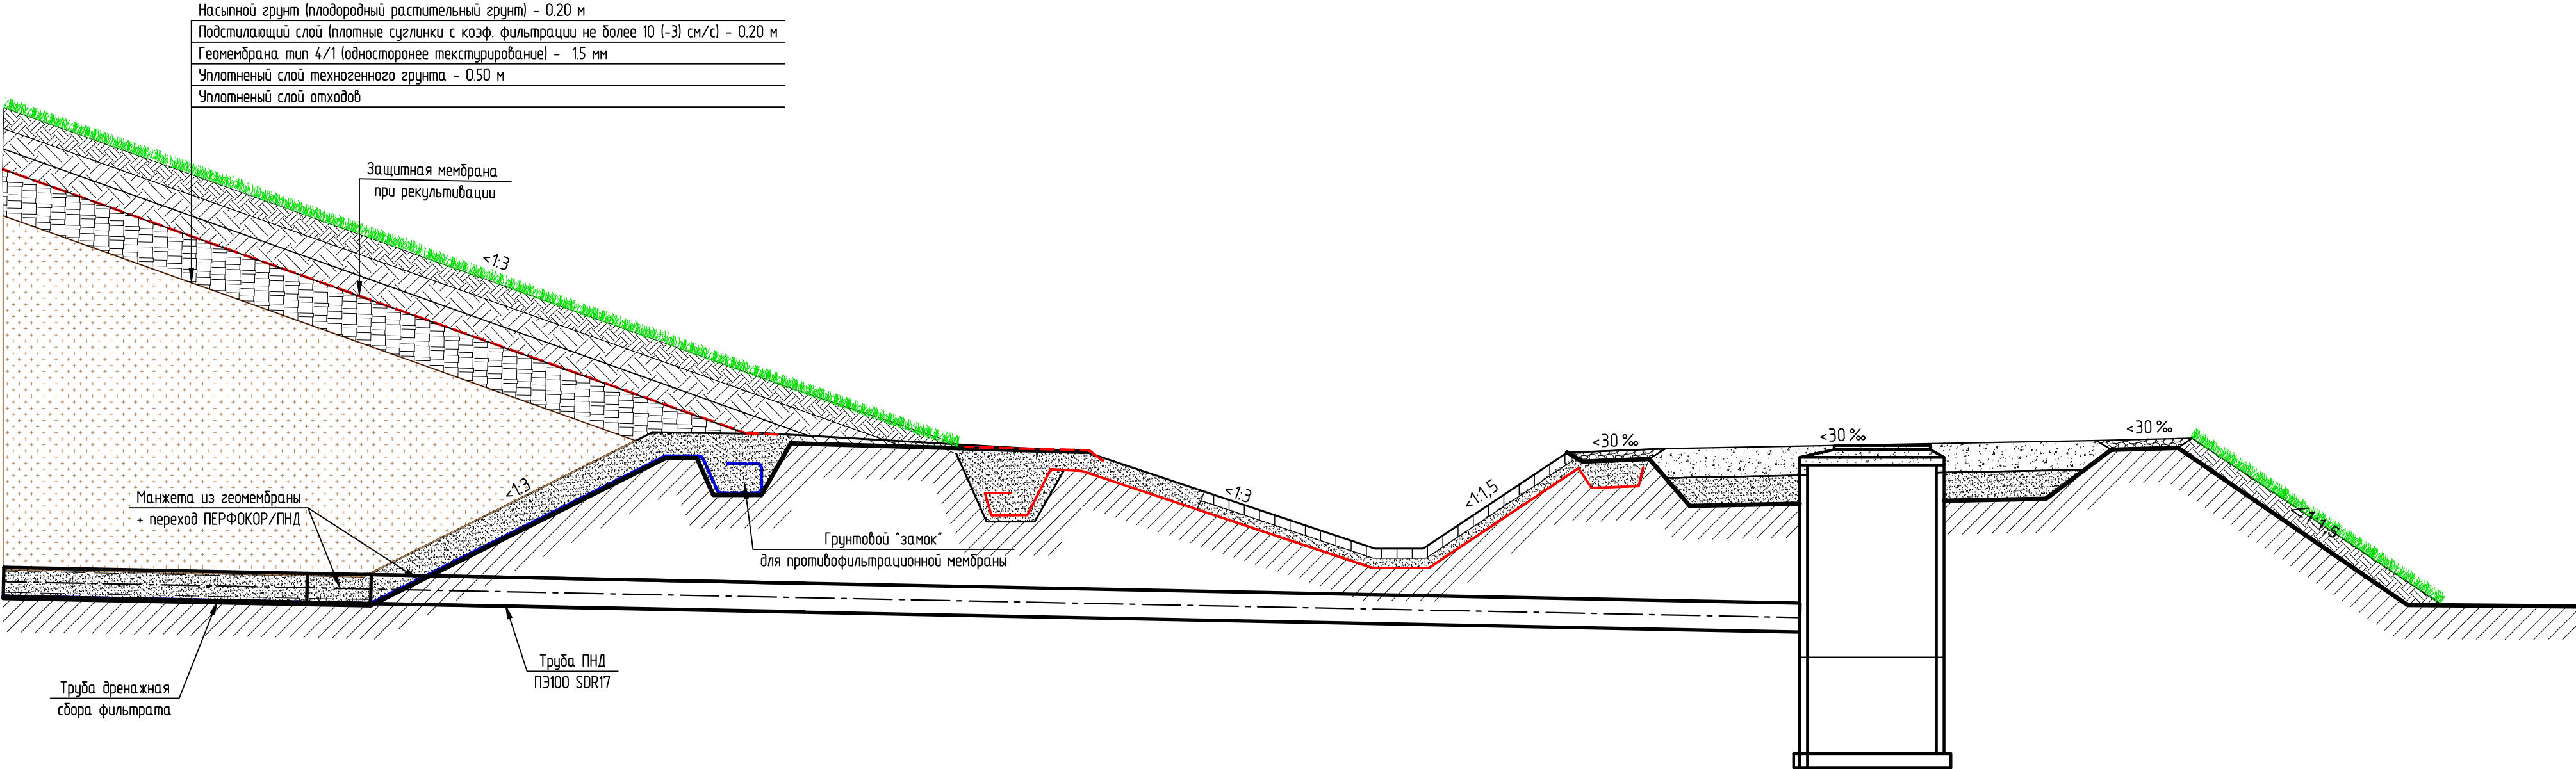 Насыпной грунт (плодородный растительный грунт) - 0.20 м
Подстилающий слой (плотные суглинки с коэф. фильтрации не более 10 (-3) см/с) - 0.20 м
Геомембрана тип 4/1 (одностороннее текстурирование) - 1.5 мм
Уплотненый слой техногенного грунта - 0.50 м
Уплотненый слой отходов
Защитная мембрана
при рекультивации
<1:3
<30 ‰
<30 ‰
<30 ‰
<1:3
<1:3
<1:1,5
<1:1,5
Манжета из геомембраны
+ переход ПЕРФОКОР/ПНД
Грунтовой "замок"
для противофильтрационной мембраны
Труба ПНД
ПЭ100 SDR17
Труба дренажная
сбора фильтрата